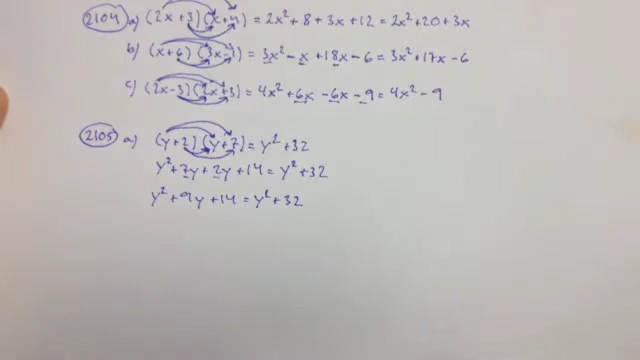 2104 a) (2x+3)(x+4) = 2x² + 8 + 3x + 12 = 2x² + 20 + 3x
b) (x+6)(3x-1) = 3x² - x + 18x - 6 = 3x² + 17x - 6
c) (2x-3)(2x+3) = 4x² + 6x - 6x - 9 = 4x² - 9
2105 a) (y+2)(y+7) = y² + 32
y² + 7y + 2y + 14 = y² + 32
y² + 9y + 14 = y² + 32